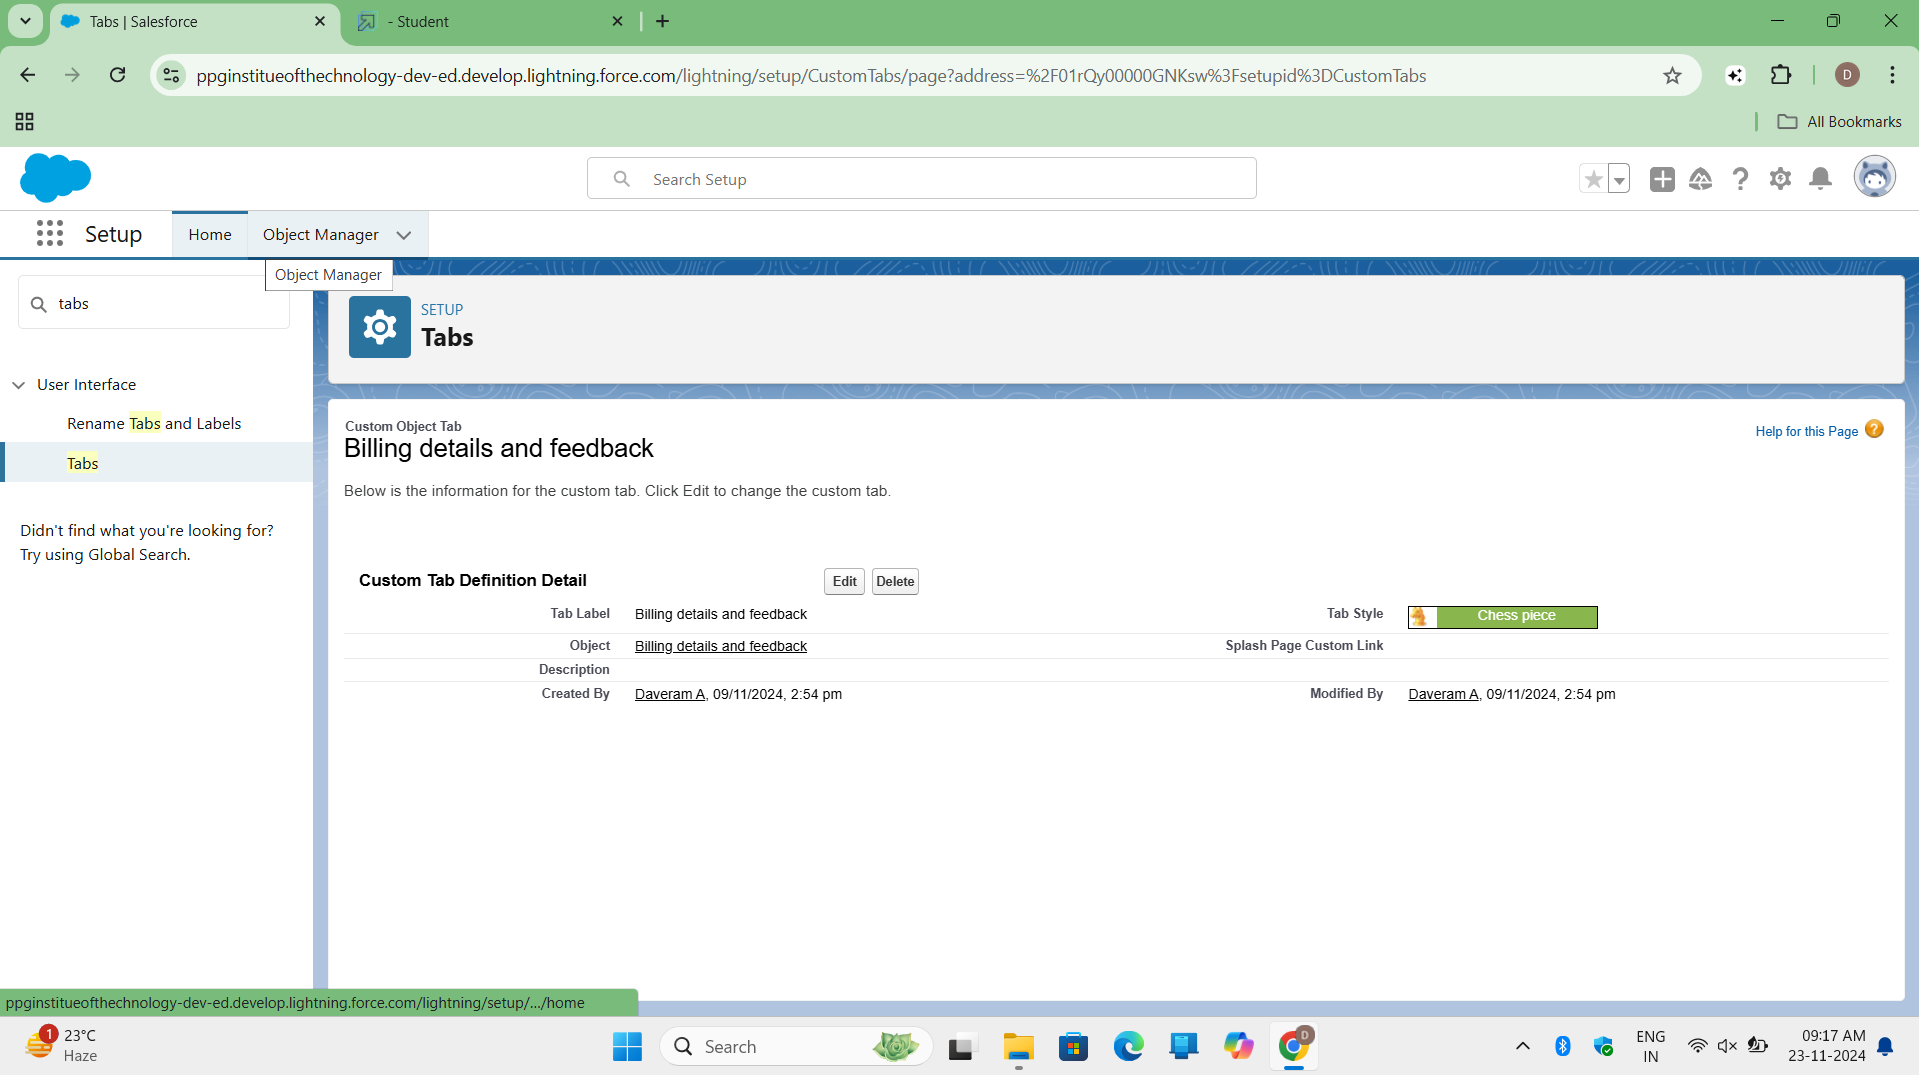 Tabs | Salesforce
- Student
ppginstitueofthechnology-dev-ed.develop.lightning.force.com/lightning/setup/CustomTabs/page?address=%2F01rQy00000GNKsw%3Fsetupid%3DCustomTabs
D
All Bookmarks
Search Setup
Setup
Home
Object Manager
Object Manager
tabs
SETUP
Tabs
User Interface
Rename Tabs and Labels
Tabs
Didn't find what you're looking for?
Try using Global Search.
Custom Object Tab
Billing details and feedback
Help for this Page
Below is the information for the custom tab. Click Edit to change the custom tab.
Custom Tab Definition Detail
Edit
Delete
Tab Label Billing details and feedback
Tab Style Chess piece
Object Billing details and feedback
Splash Page Custom Link
Description
Created By Daveram A, 09/11/2024, 2:54 pm
Modified By Daveram A, 09/11/2024, 2:54 pm
ppginstitueofthechnology-dev-ed.develop.lightning.force.com/lightning/setup/.../home
1
23°C
Haze
Search
D
ENG
IN
09:17 AM
23-11-2024